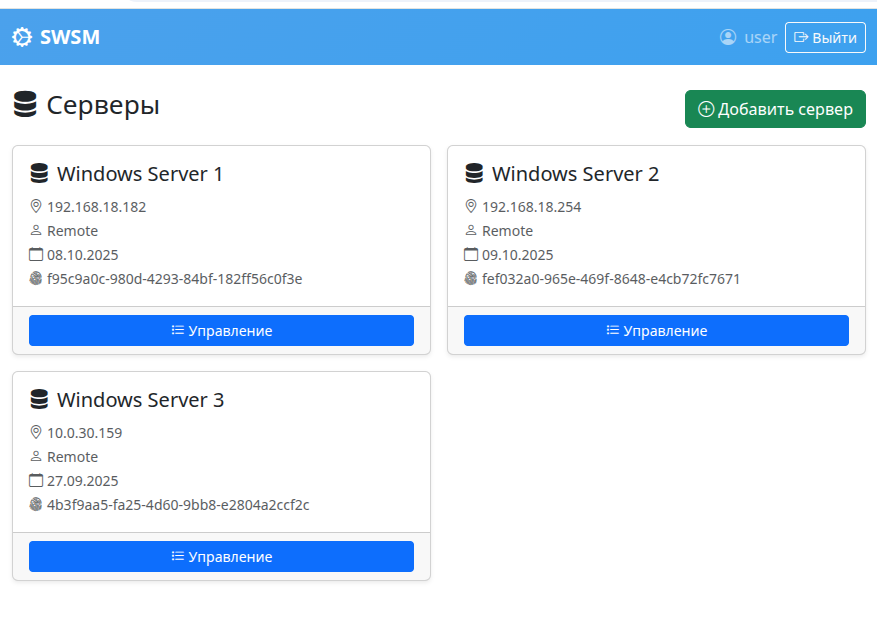 SWSM
user
Выйти
Серверы
Добавить сервер
Windows Server 1
192.168.18.182
Remote
08.10.2025
f95c9a0c-980d-4293-84bf-182ff56c0f3e
Управление
Windows Server 2
192.168.18.254
Remote
09.10.2025
fef032a0-965e-469f-8648-e4cb72fc7671
Управление
Windows Server 3
10.0.30.159
Remote
27.09.2025
4b3f9aa5-fa25-4d60-9bb8-e2804a2ccf2c
Управление